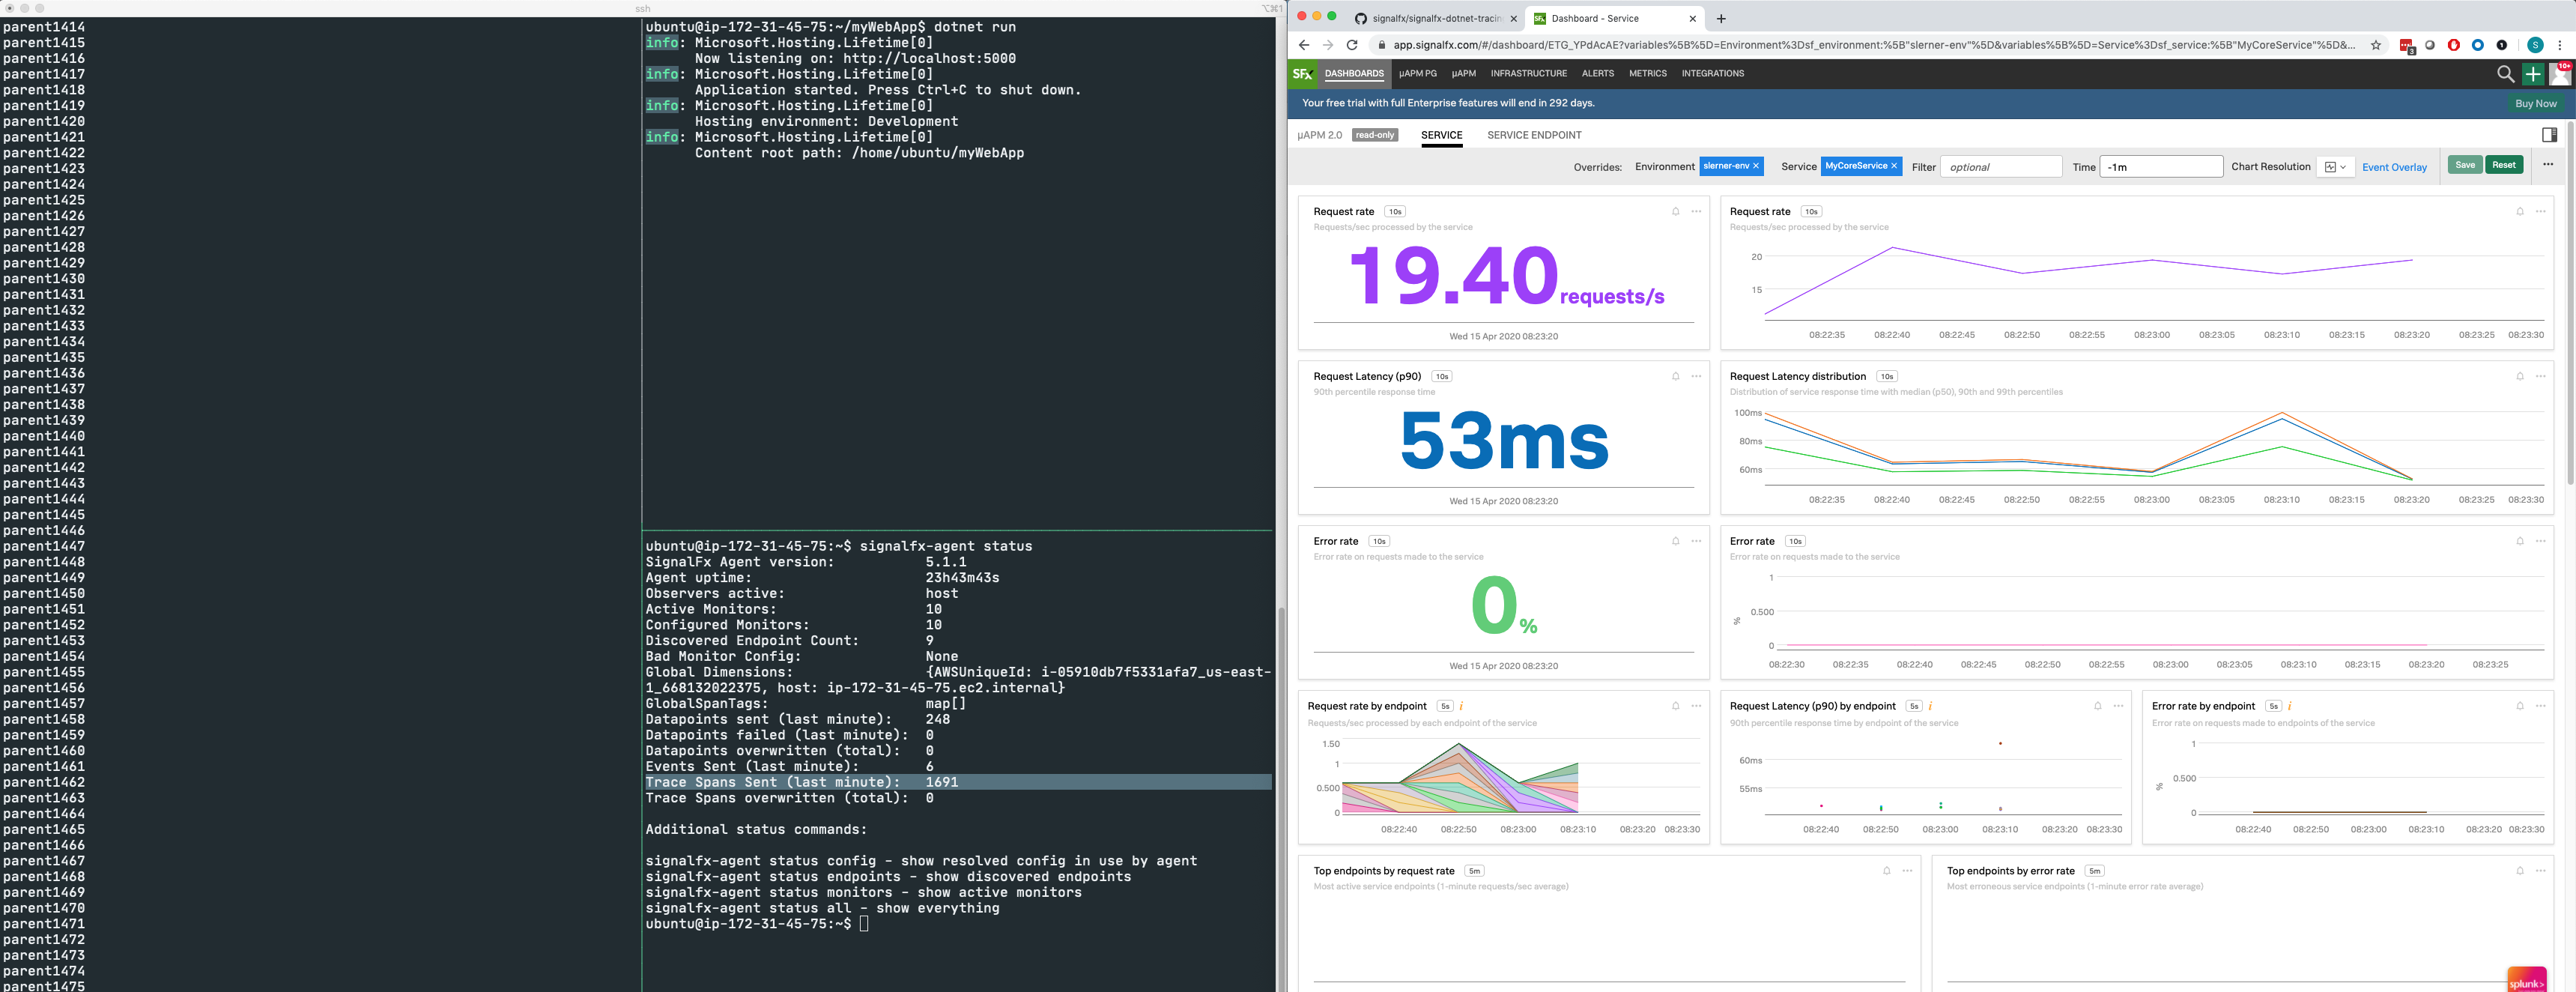 ssh
⌥⌘1
parent1414
parent1415
parent1416
parent1417
parent1418
parent1419
parent1420
parent1421
parent1422
parent1423
parent1424
parent1425
parent1426
parent1427
parent1428
parent1429
parent1430
parent1431
parent1432
parent1433
parent1434
parent1435
parent1436
parent1437
parent1438
parent1439
parent1440
parent1441
parent1442
parent1443
parent1444
parent1445
parent1446
parent1447
parent1448
parent1449
parent1450
parent1451
parent1452
parent1453
parent1454
parent1455
parent1456
parent1457
parent1458
parent1459
parent1460
parent1461
parent1462
parent1463
parent1464
parent1465
parent1466
parent1467
parent1468
parent1469
parent1470
parent1471
parent1472
parent1473
parent1474
parent1475
ubuntu@ip-172-31-45-75:~/myWebApp$ dotnet run
info: Microsoft.Hosting.Lifetime[0]
Now listening on: http://localhost:5000
info: Microsoft.Hosting.Lifetime[0]
Application started. Press Ctrl+C to shut down.
info: Microsoft.Hosting.Lifetime[0]
Hosting environment: Development
info: Microsoft.Hosting.Lifetime[0]
Content root path: /home/ubuntu/myWebApp
ubuntu@ip-172-31-45-75:~$ signalfx-agent status
SignalFx Agent version: 5.1.1
Agent uptime: 23h43m43s
Observers active: host
Active Monitors: 10
Configured Monitors: 10
Discovered Endpoint Count: 9
Bad Monitor Config: None
Global Dimensions: {AWSUniqueId: i-05910db7f5331afa7_us-east-
1_668132022375, host: ip-172-31-45-75.ec2.internal}
GlobalSpanTags: map[]
Datapoints sent (last minute): 248
Datapoints failed (last minute): 0
Datapoints overwritten (total): 0
Events Sent (last minute): 6
Trace Spans Sent (last minute): 1691
Trace Spans overwritten (total): 0
Additional status commands:
signalfx-agent status config - show resolved config in use by agent
signalfx-agent status endpoints - show discovered endpoints
signalfx-agent status monitors - show active monitors
signalfx-agent status all - show everything
ubuntu@ip-172-31-45-75:~$
signalfx/signalfx-dotnet-tracin
Dashboard - Service
app.signalfx.com/#/dashboard/ETG_YPdAcAE?variables%5B%5D=Environment%3Dsf_environment:%5B"slerner-env"%5D&variables%5B%5D=Service%3Dsf_service:%5B"MyCoreService"%5D&...
3
1
S
SFx DASHBOARDS µAPM PG µAPM INFRASTRUCTURE ALERTS METRICS INTEGRATIONS
10+
Your free trial with full Enterprise features will end in 292 days.
Buy Now
µAPM 2.0 read-only SERVICE SERVICE ENDPOINT
Overrides: Environment slerner-env × Service MyCoreService × Filter optional Time -1m Chart Resolution Event Overlay Save Reset
Request rate 10s
Requests/sec processed by the service
19.40 requests/s
Wed 15 Apr 2020 08:23:20
Request rate 10s
Requests/sec processed by the service
20
15
08:22:35 08:22:40 08:22:45 08:22:50 08:22:55 08:23:00 08:23:05 08:23:10 08:23:15 08:23:20 08:23:25 08:23:30
Request Latency (p90) 10s
90th percentile response time
53ms
Wed 15 Apr 2020 08:23:20
Request Latency distribution 10s
Distribution of service response time with median (p50), 90th and 99th percentiles
100ms
80ms
60ms
08:22:35 08:22:40 08:22:45 08:22:50 08:22:55 08:23:00 08:23:05 08:23:10 08:23:15 08:23:20 08:23:25 08:23:30
Error rate 10s
Error rate on requests made to the service
0%
Wed 15 Apr 2020 08:23:20
Error rate 10s
Error rate on requests made to the service
1
0.500
0
%
08:22:30 08:22:35 08:22:40 08:22:45 08:22:50 08:22:55 08:23:00 08:23:05 08:23:10 08:23:15 08:23:20 08:23:25
Request rate by endpoint 5s i
Requests/sec processed by each endpoint of the service
1.50
1
0.500
0
08:22:40 08:22:50 08:23:00 08:23:10 08:23:20 08:23:30
Request Latency (p90) by endpoint 5s i
90th percentile response time by endpoint of the service
60ms
55ms
08:22:40 08:22:50 08:23:00 08:23:10 08:23:20 08:23:30
Error rate by endpoint 5s i
Error rate on requests made to endpoints of the service
1
0.500
0
%
08:22:40 08:22:50 08:23:00 08:23:10 08:23:20 08:23:30
Top endpoints by request rate 5m
Most active service endpoints (1-minute requests/sec average)
Top endpoints by error rate 5m
Most erroneous service endpoints (1-minute error rate average)
splunk>